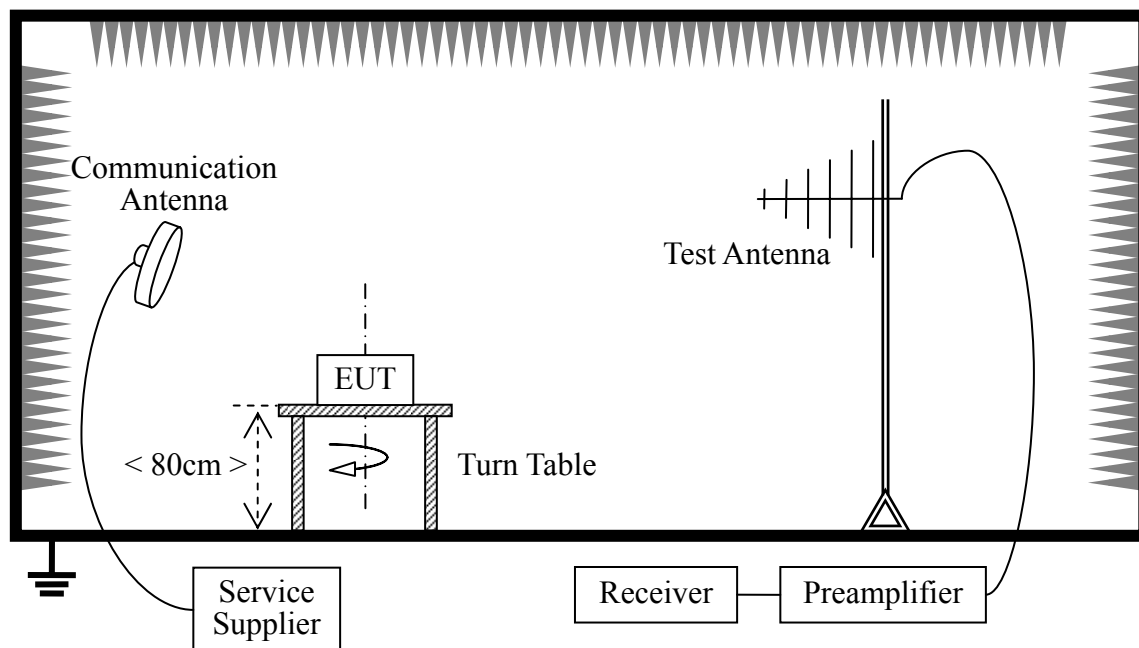 Communication
Antenna
Test Antenna
EUT
< 80cm >
Turn Table
Service
Supplier
Receiver
Preamplifier